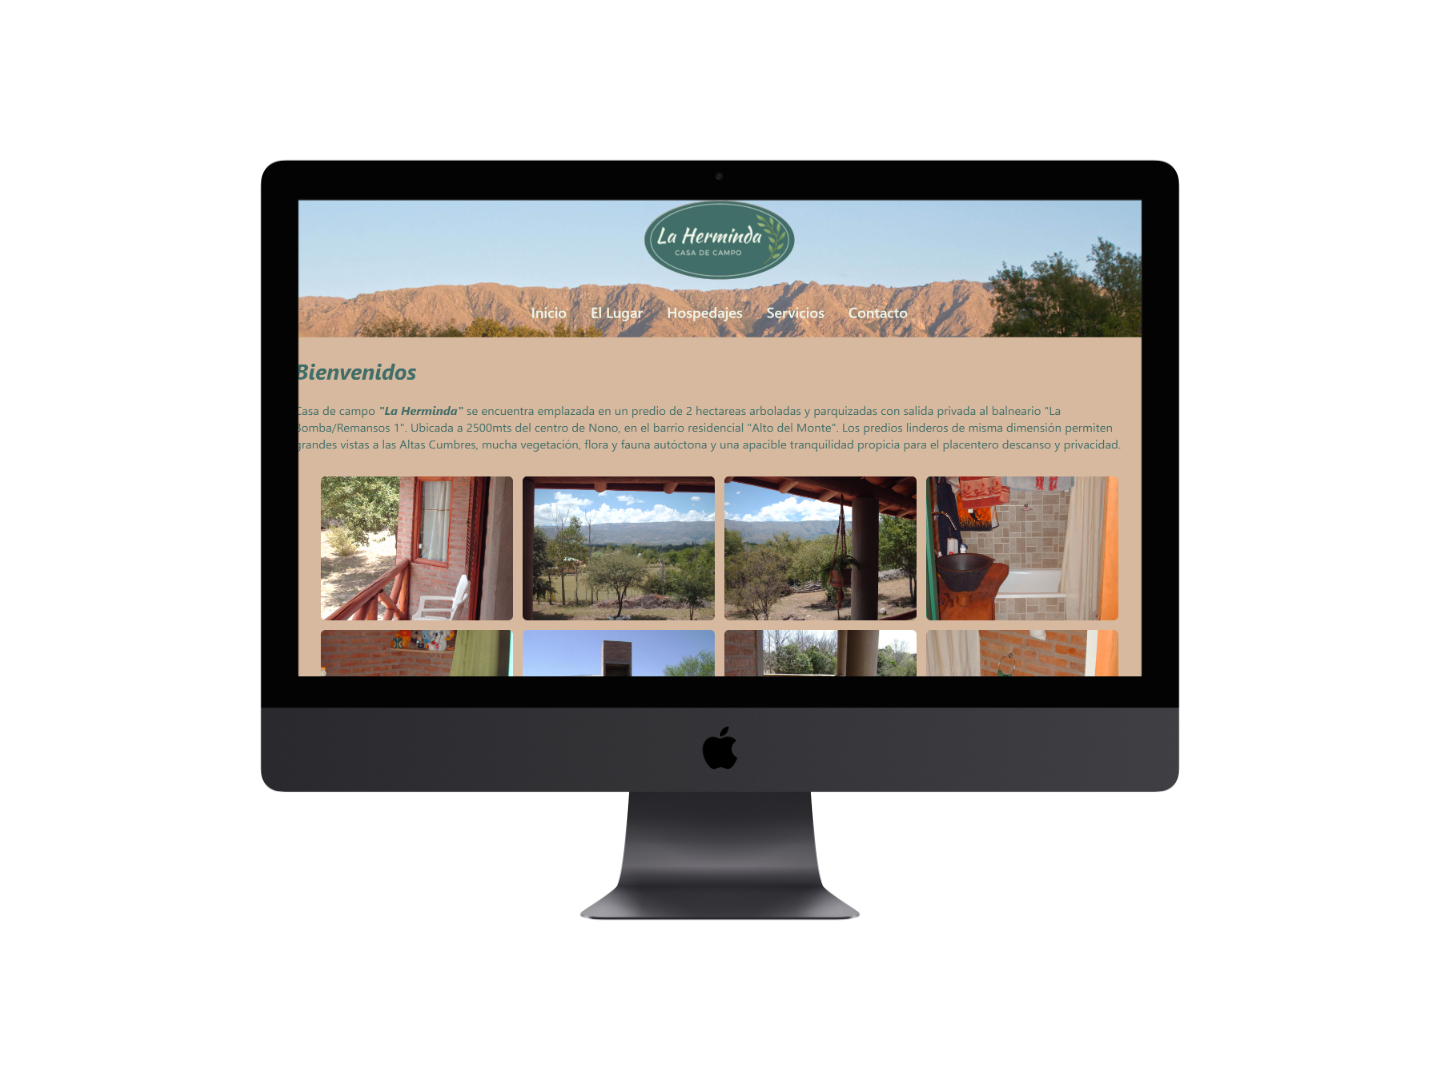 La Herminda
CASA DE CAMPO
Inicio El Lugar Hospedajes Servicios Contacto
Bienvenidos
Casa de campo "La Herminda" se encuentra emplazada en un predio de 2 hectareas arboladas y parquizadas con salida privada al balneario "La
Bomba/Remansos 1". Ubicada a 2500mts del centro de Nono, en el barrio residencial "Alto del Monte". Los predios linderos de misma dimensión permiten
grandes vistas a las Altas Cumbres, mucha vegetación, flora y fauna autóctona y una apacible tranquilidad propicia para el placentero descanso y privacidad.